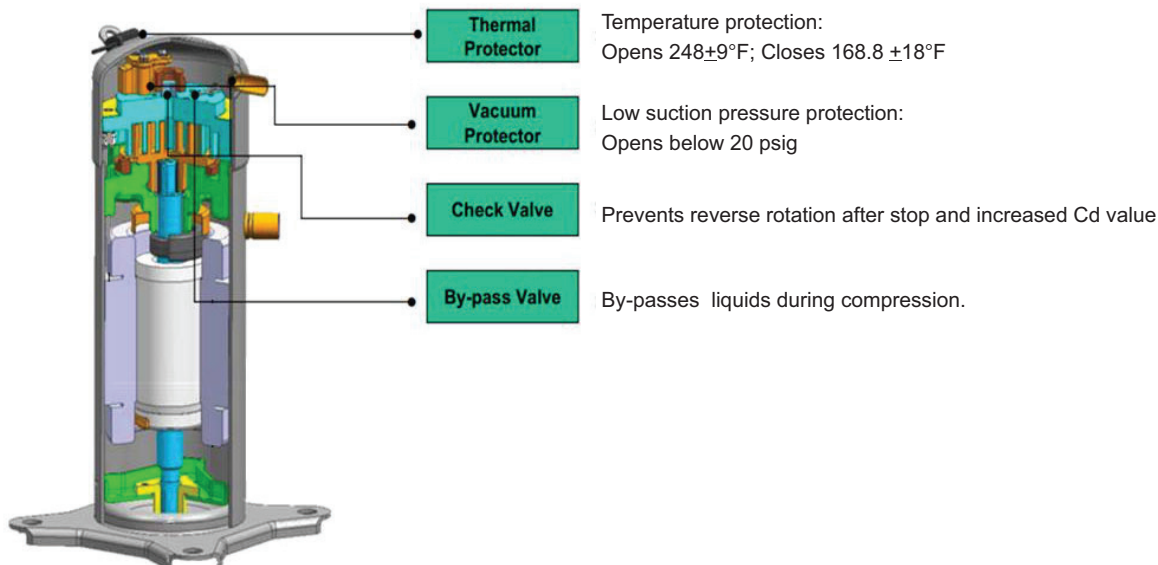 Thermal
Protector
Temperature protection:
Opens 248±9°F; Closes 168.8 ±18°F
Vacuum
Protector
Low suction pressure protection:
Opens below 20 psig
Check Valve
Prevents reverse rotation after stop and increased Cd value
By-pass Valve
By-passes  liquids during compression.